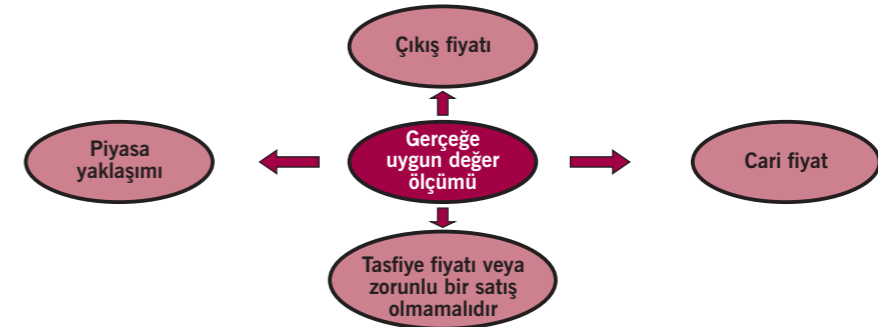 Çıkış fiyatı
Piyasa
yaklaşımı
Gerçeğe
uygun değer
ölçümü
Cari fiyat
Tasfiye fiyatı veya
zorunlu bir satış
olmamalıdır